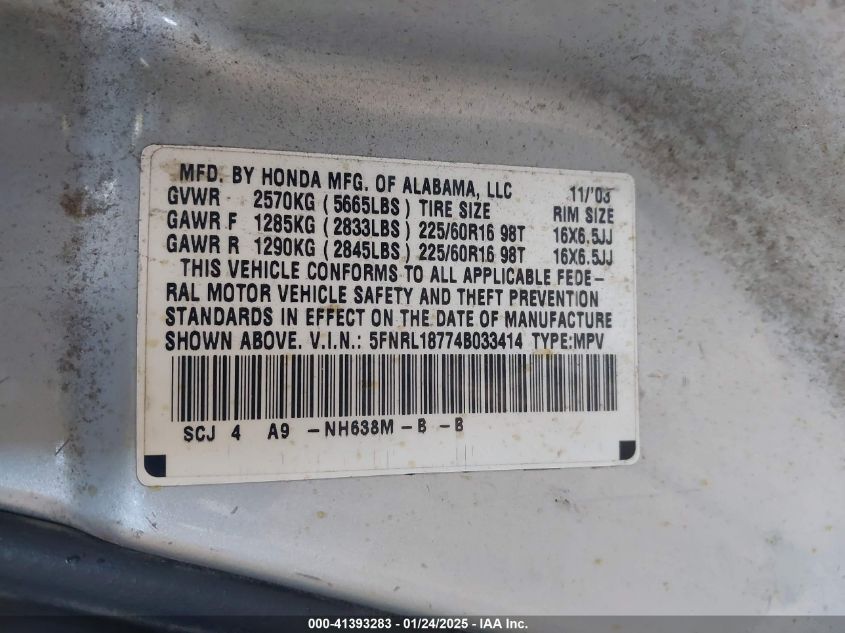 MFD. BY HONDA MFG. OF ALABAMA, LLC 11/'03
GVWR 2570KG (5665LBS) TIRE SIZE RIM SIZE
GAWR F 1285KG (2833LBS) 225/60R16 98T 16X6.5JJ
GAWR R 1290KG (2845LBS) 225/60R16 98T 16X6.5JJ
THIS VEHICLE CONFORMS TO ALL APPLICABLE FEDE-
RAL MOTOR VEHICLE SAFETY AND THEFT PREVENTION
STANDARDS IN EFFECT ON THE DATE OF MANUFACTURE
SHOWN ABOVE. V.I.N.: 5FNRL18774B033414 TYPE:MPV
SCJ 4 A9 -NH638M-B -B
000-41393283 - 01/24/2025 - IAA Inc.